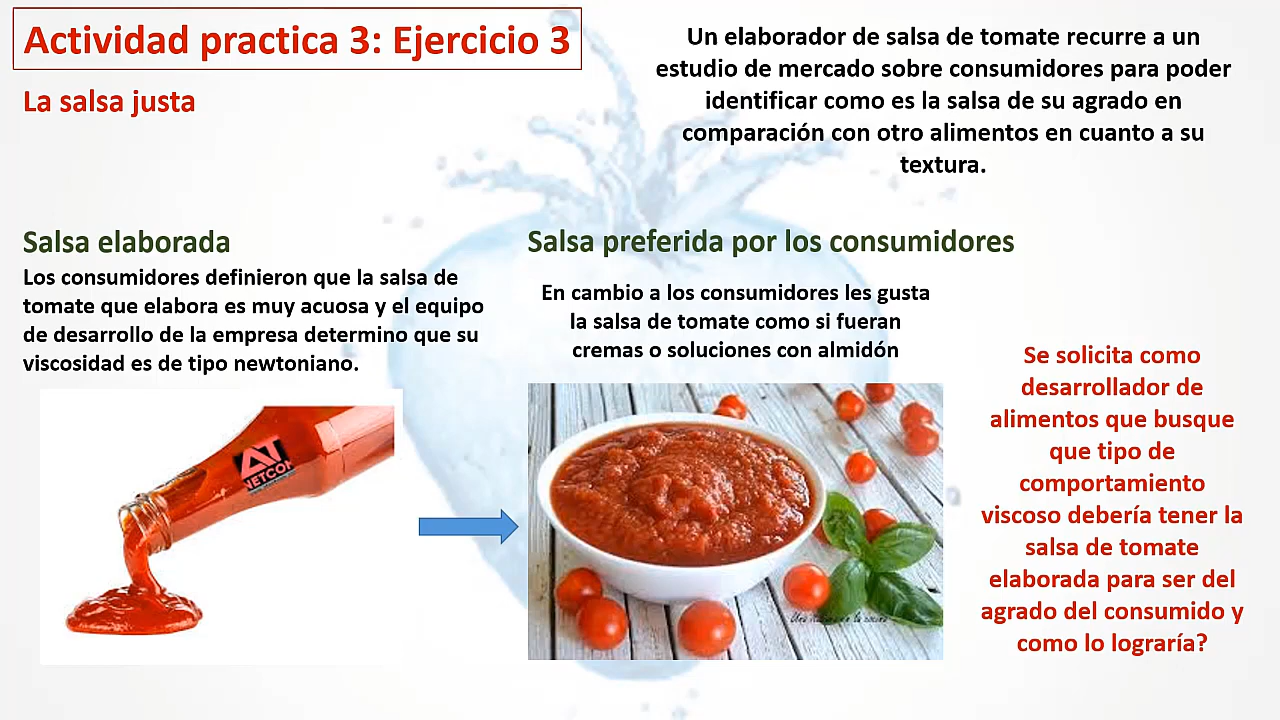 Actividad practica 3: Ejercicio 3
La salsa justa
Un elaborador de salsa de tomate recurre a un
estudio de mercado sobre consumidores para poder
identificar como es la salsa de su agrado en
comparación con otro alimentos en cuanto a su
textura.
Salsa elaborada
Los consumidores definieron que la salsa de
tomate que elabora es muy acuosa y el equipo
de desarrollo de la empresa determino que su
viscosidad es de tipo newtoniano.
Salsa preferida por los consumidores
En cambio a los consumidores les gusta
la salsa de tomate como si fueran
cremas o soluciones con almidón
Se solicita como
desarrollador de
alimentos que busque
que tipo de
comportamiento
viscoso debería tener la
salsa de tomate
elaborada para ser del
agrado del consumido y
como lo lograría?